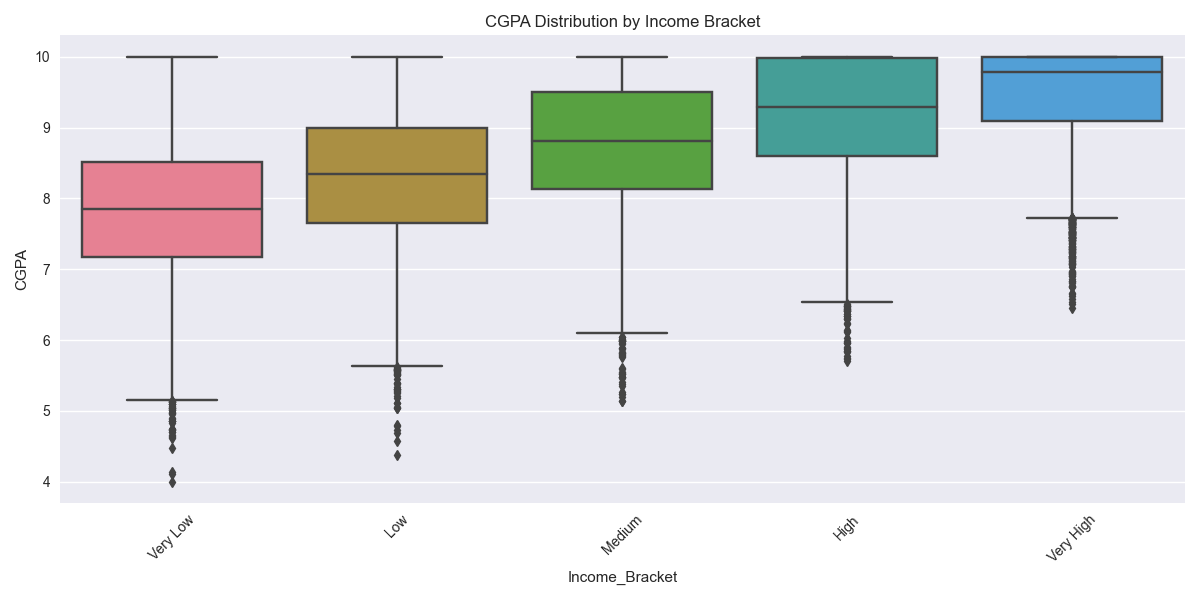 CGPA Distribution by Income Bracket
CGPA
10
9
8
7
6
5
4
Very Low
Low
Medium
High
Very High
Income_Bracket